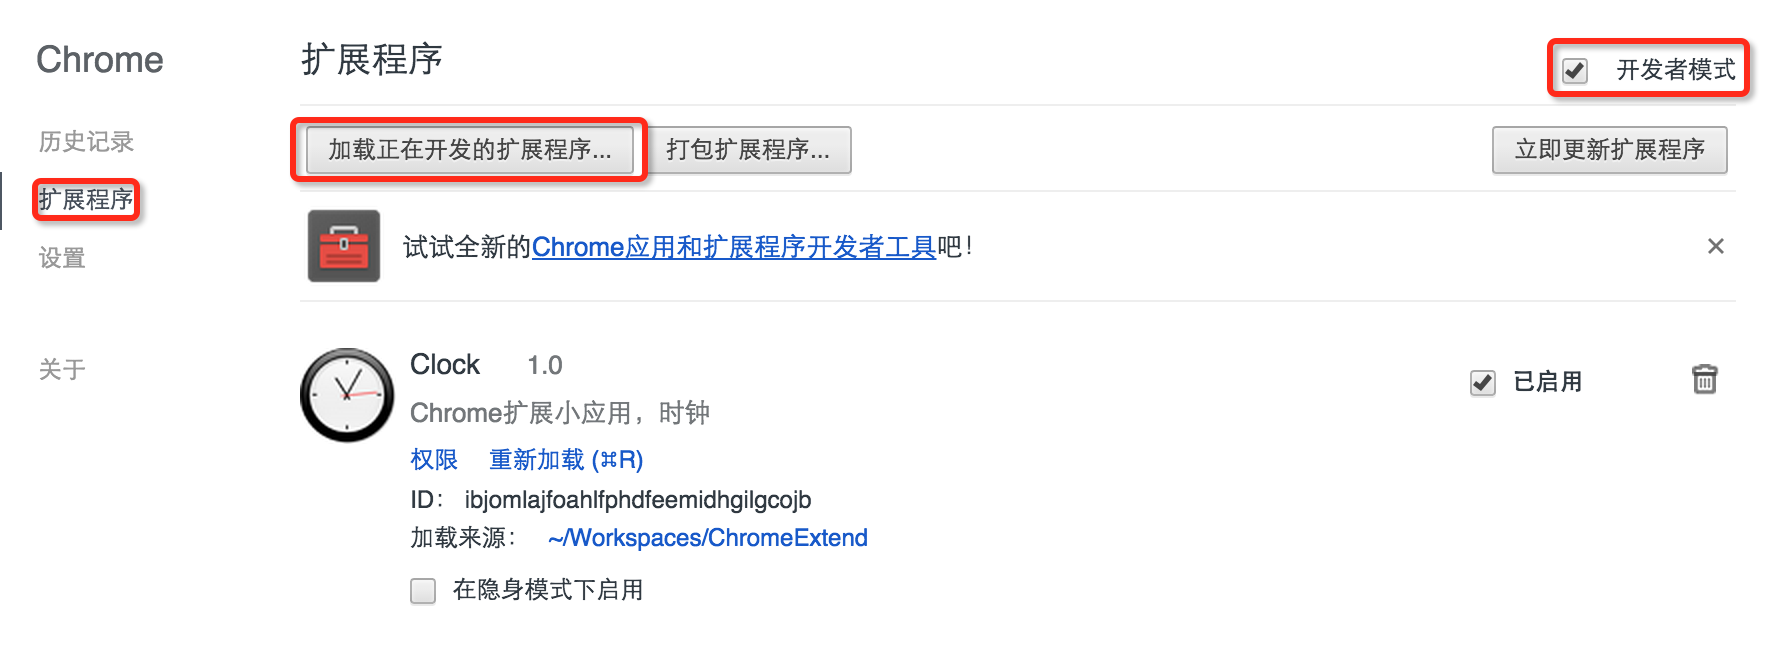 Chrome
历史记录
扩展程序
设置
关于
扩展程序
开发者模式
加载正在开发的扩展程序...
打包扩展程序...
立即更新扩展程序
试试全新的Chrome应用和扩展程序开发者工具吧！
Clock 1.0
已启用
Chrome扩展小应用，时钟
权限 重新加载 (⌘R)
ID： ibjomlajfoahlfphdfeemidhgilgcojb
加载来源： ~/Workspaces/ChromeExtend
在隐身模式下启用